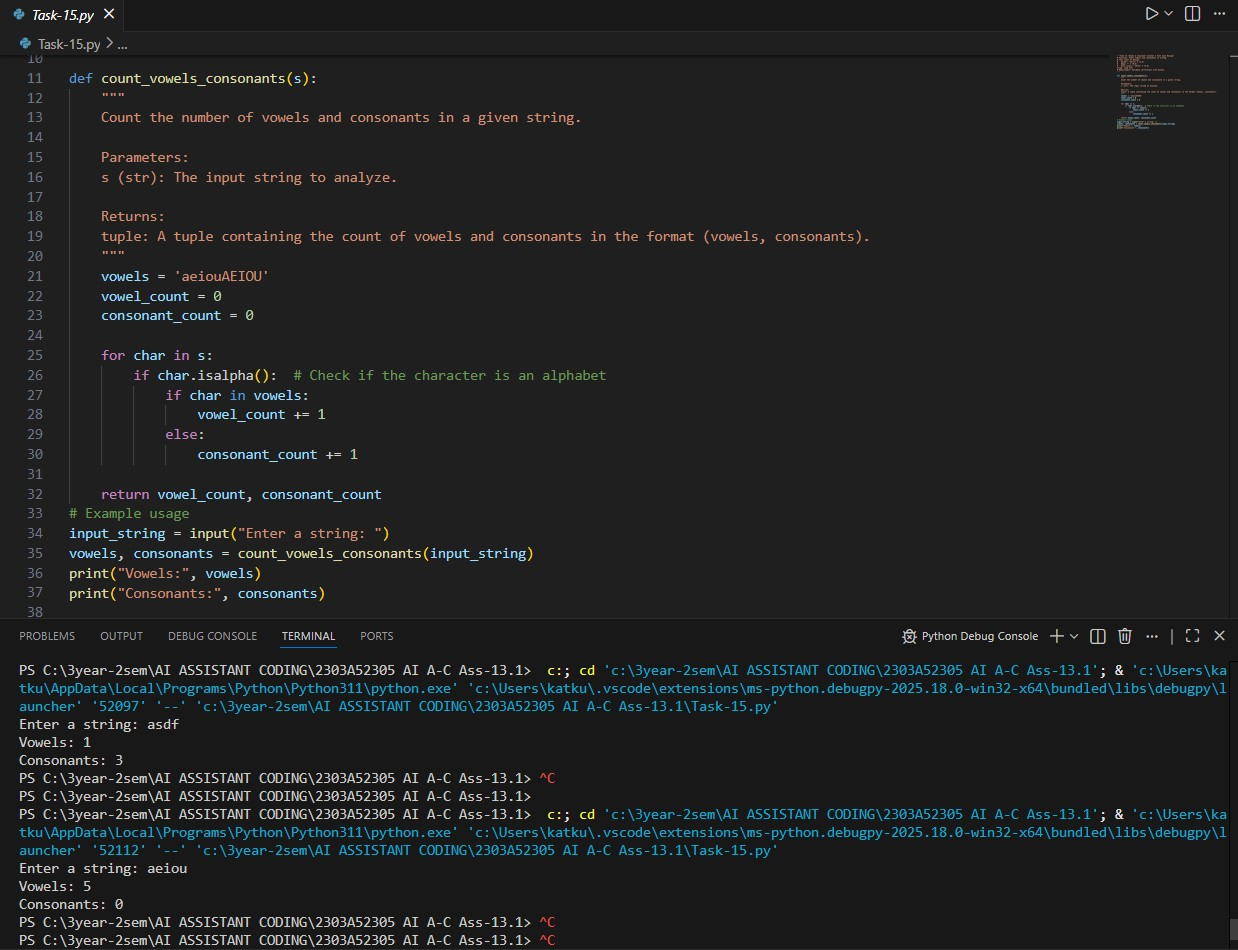 Task-15.py
Task-15.py > ...
10
11 def count_vowels_consonants(s):
12     """
13     Count the number of vowels and consonants in a given string.
14
15     Parameters:
16     s (str): The input string to analyze.
17
18     Returns:
19     tuple: A tuple containing the count of vowels and consonants in the format (vowels, consonants).
20     """
21     vowels = 'aeiouAEIOU'
22     vowel_count = 0
23     consonant_count = 0
24
25     for char in s:
26         if char.isalpha():  # Check if the character is an alphabet
27             if char in vowels:
28                 vowel_count += 1
29             else:
30                 consonant_count += 1
31
32     return vowel_count, consonant_count
33 # Example usage
34 input_string = input("Enter a string: ")
35 vowels, consonants = count_vowels_consonants(input_string)
36 print("Vowels:", vowels)
37 print("Consonants:", consonants)
38
PROBLEMS OUTPUT DEBUG CONSOLE TERMINAL PORTS Python Debug Console
PS C:\3year-2sem\AI ASSISTANT CODING\2303A52305 AI A-C Ass-13.1>  c:; cd 'c:\3year-2sem\AI ASSISTANT CODING\2303A52305 AI A-C Ass-13.1'; & 'c:\Users\ka
tku\AppData\Local\Programs\Python\Python311\python.exe' 'c:\Users\katku\.vscode\extensions\ms-python.debugpy-2025.18.0-win32-x64\bundled\libs\debugpy\l
auncher' '52097' '--' 'c:\3year-2sem\AI ASSISTANT CODING\2303A52305 AI A-C Ass-13.1\Task-15.py'
Enter a string: asdf
Vowels: 1
Consonants: 3
PS C:\3year-2sem\AI ASSISTANT CODING\2303A52305 AI A-C Ass-13.1> ^C
PS C:\3year-2sem\AI ASSISTANT CODING\2303A52305 AI A-C Ass-13.1>
PS C:\3year-2sem\AI ASSISTANT CODING\2303A52305 AI A-C Ass-13.1>  c:; cd 'c:\3year-2sem\AI ASSISTANT CODING\2303A52305 AI A-C Ass-13.1'; & 'c:\Users\ka
tku\AppData\Local\Programs\Python\Python311\python.exe' 'c:\Users\katku\.vscode\extensions\ms-python.debugpy-2025.18.0-win32-x64\bundled\libs\debugpy\l
auncher' '52112' '--' 'c:\3year-2sem\AI ASSISTANT CODING\2303A52305 AI A-C Ass-13.1\Task-15.py'
Enter a string: aeiou
Vowels: 5
Consonants: 0
PS C:\3year-2sem\AI ASSISTANT CODING\2303A52305 AI A-C Ass-13.1> ^C
PS C:\3year-2sem\AI ASSISTANT CODING\2303A52305 AI A-C Ass-13.1> ^C